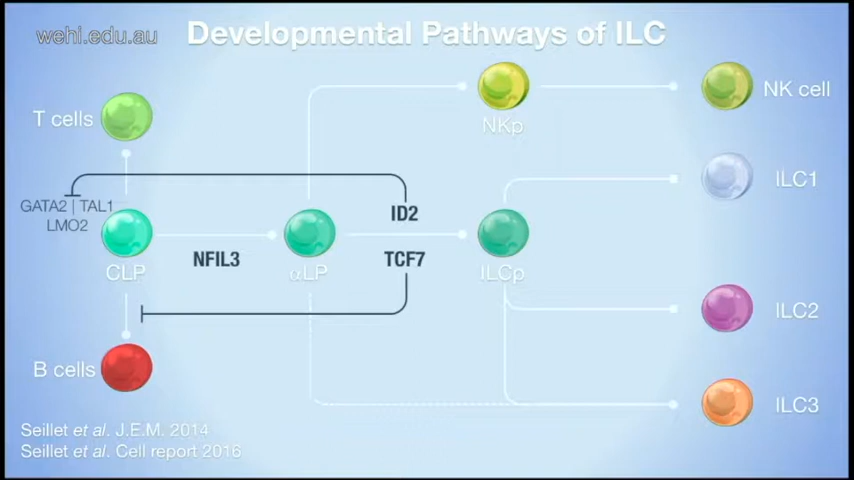 wehi.edu.au
Developmental Pathways of ILC
T cells
NKp
NK cell
GATA2 | TAL1
LMO2
ID2
ILC1
CLP
NFIL3
αLP
TCF7
ILCp
ILC2
B cells
ILC3
Seillet et al. J.E.M. 2014
Seillet et al. Cell report 2016